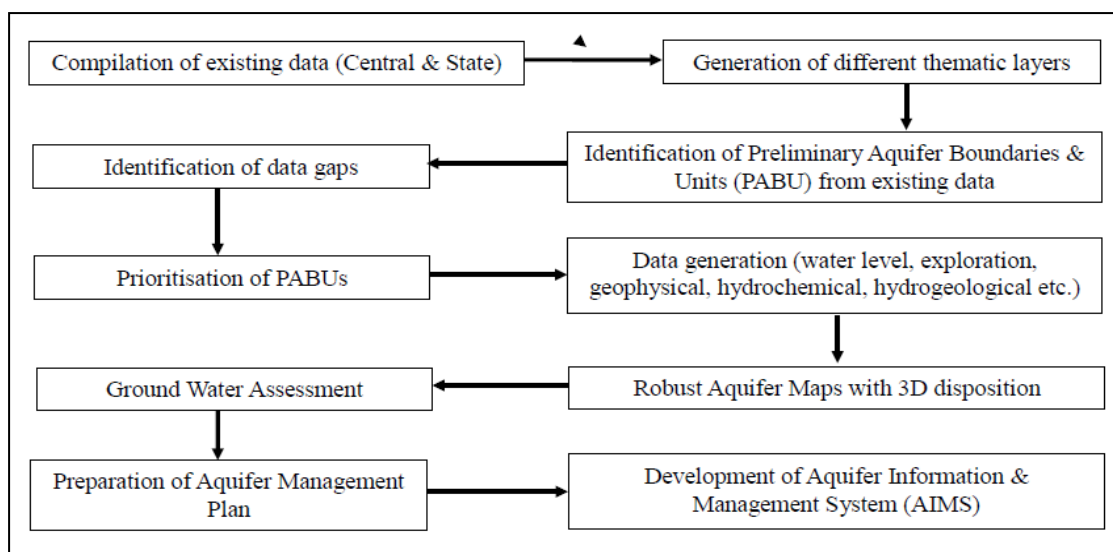 Compilation of existing data (Central & State)
Generation of different thematic layers
Identification of Preliminary Aquifer Boundaries &
Units (PABU) from existing data
Identification of data gaps
Prioritisation of PABUs
Data generation (water level, exploration,
geophysical, hydrochemical, hydrogeological etc.)
Robust Aquifer Maps with 3D disposition
Ground Water Assessment
Preparation of Aquifer Management
Plan
Development of Aquifer Information &
Management System (AIMS)